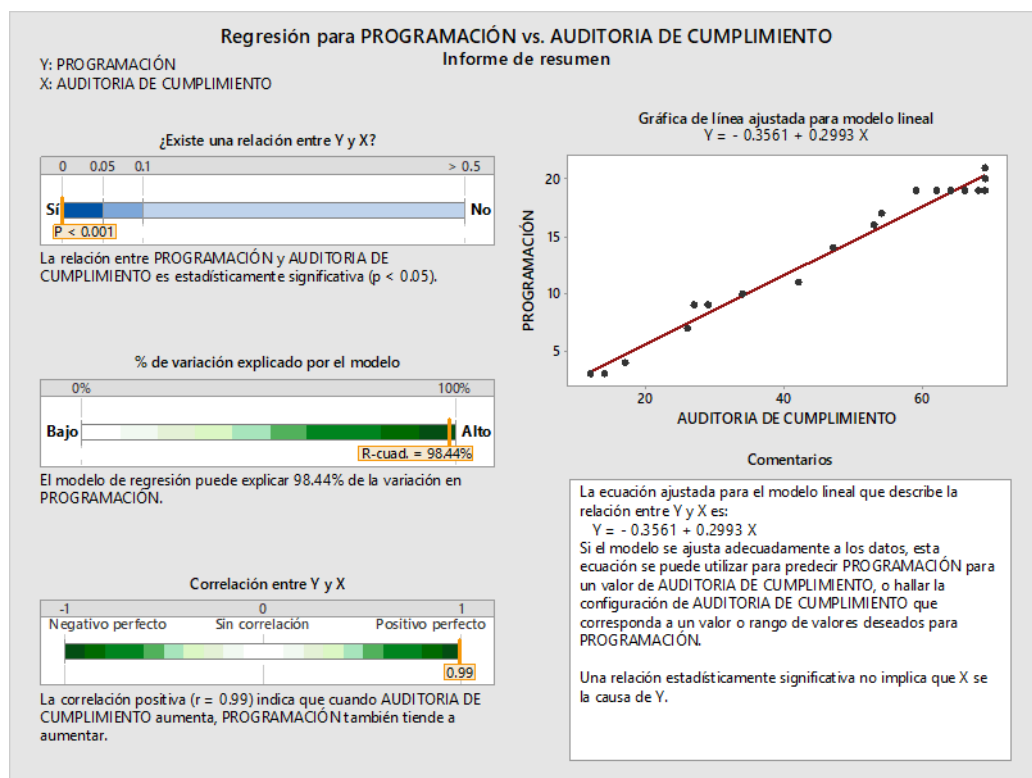 Regresión para PROGRAMACIÓN vs. AUDITORIA DE CUMPLIMIENTO
Informe de resumen
Y: PROGRAMACIÓN
X: AUDITORIA DE CUMPLIMIENTO
¿Existe una relación entre Y y X?
0 0.05 0.1 > 0.5
Sí No
P < 0.001
La relación entre PROGRAMACIÓN y AUDITORIA DE
CUMPLIMIENTO es estadísticamente significativa (p < 0.05).
% de variación explicado por el modelo
0% 100%
Bajo Alto
R-cuad. = 98.44%
El modelo de regresión puede explicar 98.44% de la variación en
PROGRAMACIÓN.
Correlación entre Y y X
-1 0 1
Negativo perfecto Sin correlación Positivo perfecto
0.99
La correlación positiva (r = 0.99) indica que cuando AUDITORIA DE
CUMPLIMIENTO aumenta, PROGRAMACIÓN también tiende a
aumentar.
Gráfica de línea ajustada para modelo lineal
Y = - 0.3561 + 0.2993 X
PROGRAMACIÓN
20
15
10
5
20 40 60
AUDITORIA DE CUMPLIMIENTO
Comentarios
La ecuación ajustada para el modelo lineal que describe la
relación entre Y y X es:
Y = - 0.3561 + 0.2993 X
Si el modelo se ajusta adecuadamente a los datos, esta
ecuación se puede utilizar para predecir PROGRAMACIÓN para
un valor de AUDITORIA DE CUMPLIMIENTO, o hallar la
configuración de AUDITORIA DE CUMPLIMIENTO que
corresponda a un valor o rango de valores deseados para
PROGRAMACIÓN.
Una relación estadísticamente significativa no implica que X se
la causa de Y.